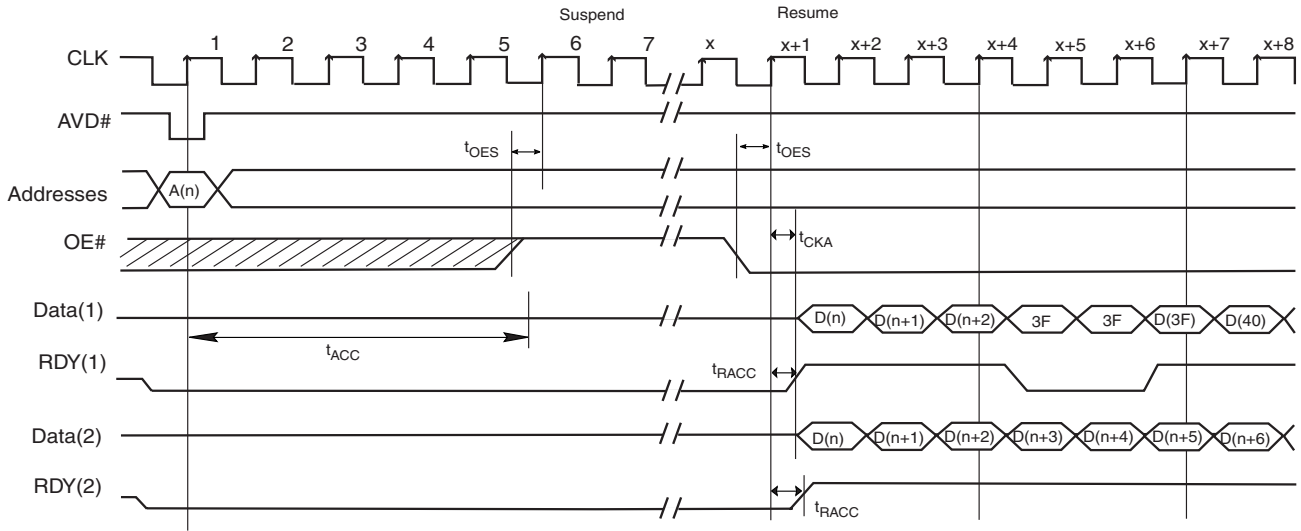 Suspend Resume
CLK 1 2 3 4 5 6 7 x x+1 x+2 x+3 x+4 x+5 x+6 x+7 x+8
AVD#
tOES tOES
Addresses A(n)
OE# tCKA
Data(1) D(n) D(n+1) D(n+2) 3F 3F D(3F) D(40)
tACC
RDY(1) tRACC
Data(2) D(n) D(n+1) D(n+2) D(n+3) D(n+4) D(n+5) D(n+6)
RDY(2)
tRACC